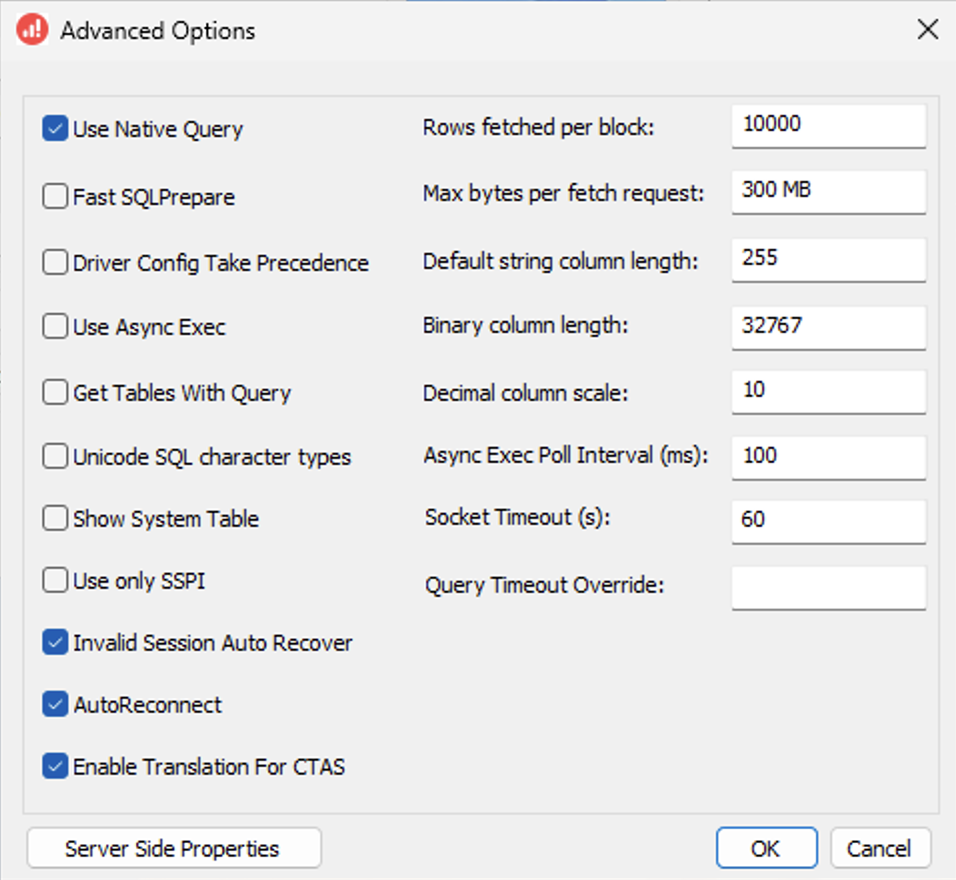 Advanced Options
Use Native Query
Rows fetched per block: 10000
Fast SQLPrepare
Max bytes per fetch request: 300 MB
Driver Config Take Precedence
Default string column length: 255
Use Async Exec
Binary column length: 32767
Get Tables With Query
Decimal column scale: 10
Unicode SQL character types
Async Exec Poll Interval (ms): 100
Show System Table
Socket Timeout (s): 60
Use only SSPI
Query Timeout Override:
Invalid Session Auto Recover
AutoReconnect
Enable Translation For CTAS
Server Side Properties
OK
Cancel